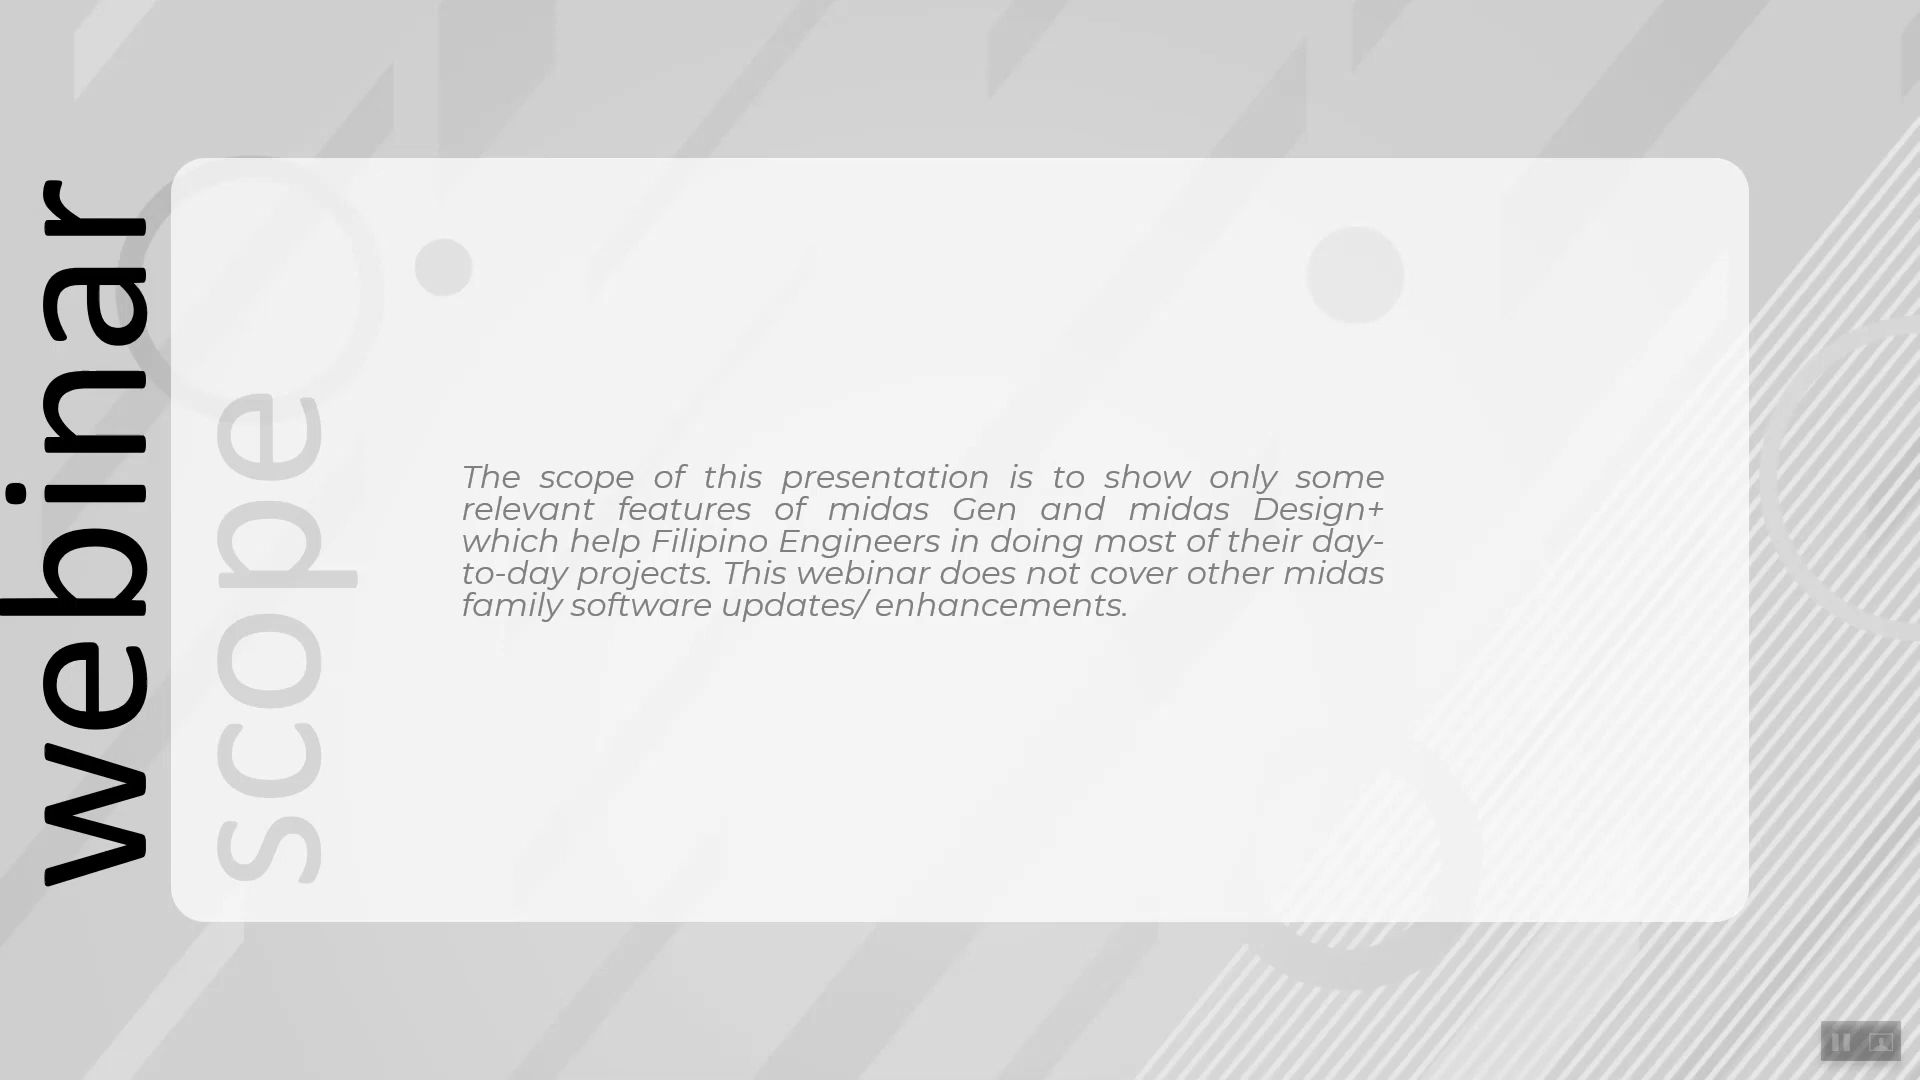 webinar
scope
The scope of this presentation is to show only some
relevant features of midas Gen and midas Design+
which help Filipino Engineers in doing most of their day-
to-day projects. This webinar does not cover other midas
family software updates/ enhancements.